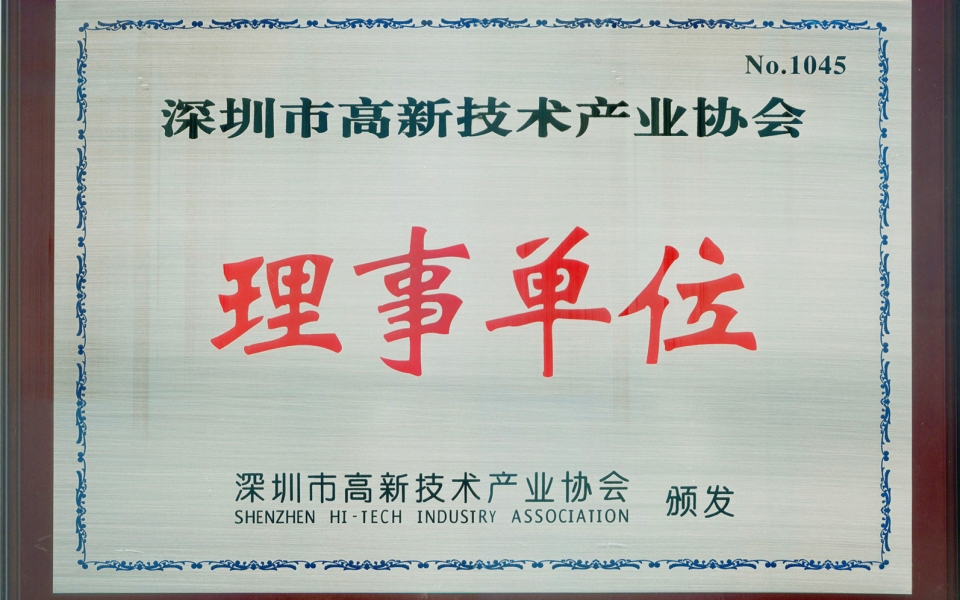 No.1045
深圳市高新技术产业协会
理事单位
深圳市高新技术产业协会 颁发
SHENZHEN HI-TECH INDUSTRY ASSOCIATION